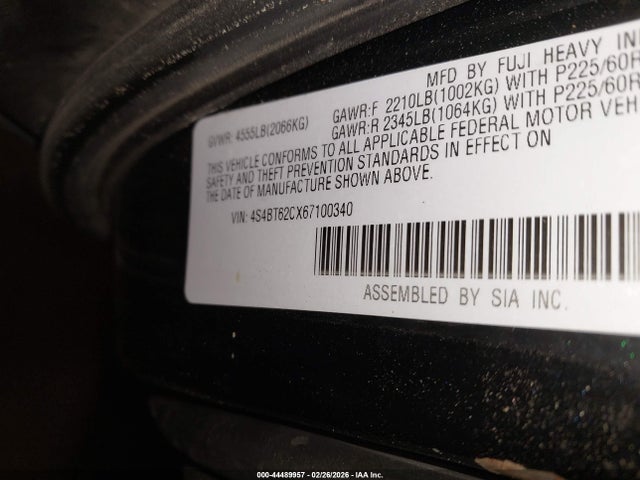 MFD BY FUJI HEAVY
GVWR: 4555LB(2066KG)
GAWR:F 2210LB(1002KG) WITH P225/60R
GAWR:R 2345LB(1064KG) WITH P225/60R
THIS VEHICLE CONFORMS TO ALL APPLICABLE FEDERAL MOTOR VEH
SAFETY AND THEFT PREVENTION STANDARDS IN EFFECT ON
THE DATE OF MANUFACTURE SHOWN ABOVE.
VIN: 4S4BT62CX67100340
ASSEMBLED BY SIA INC.
000-44489957 - 02/26/2026 - IAA Inc.